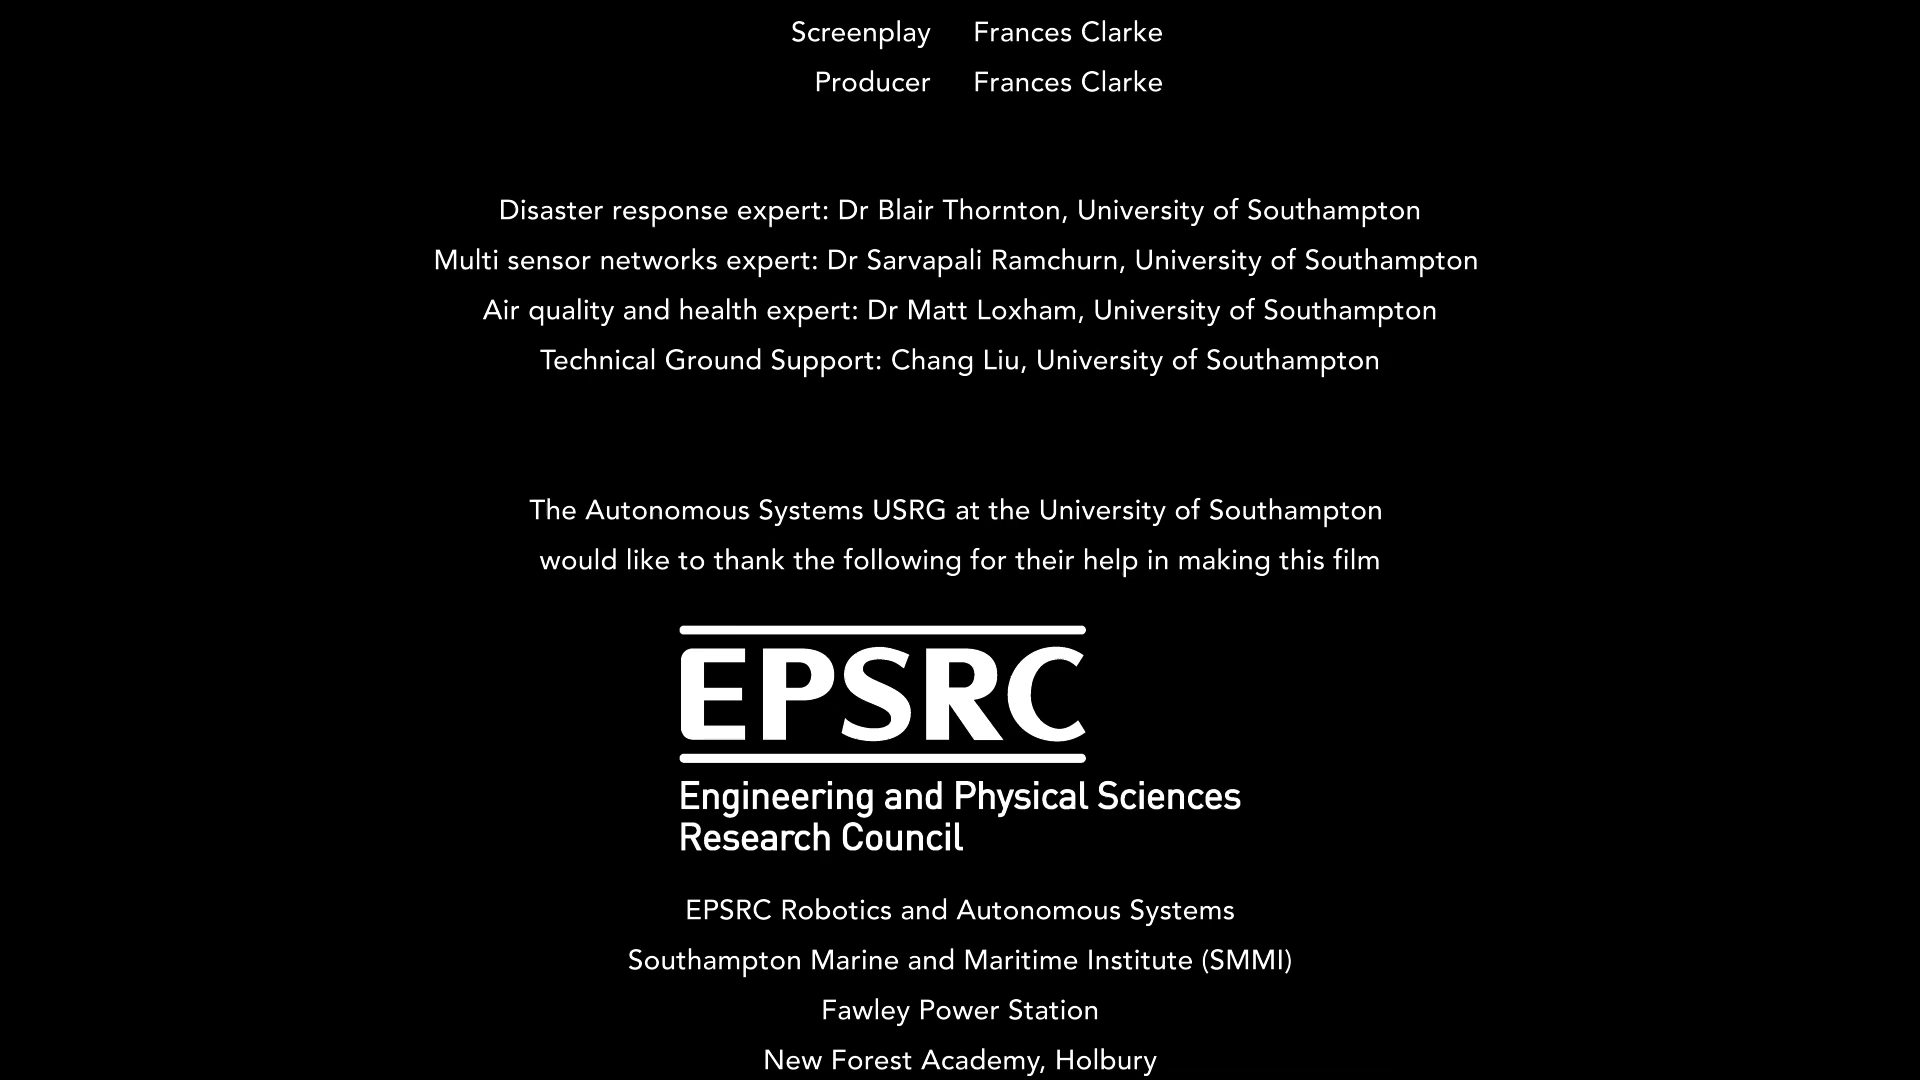 Screenplay Frances Clarke
Producer Frances Clarke
Disaster response expert: Dr Blair Thornton, University of Southampton
Multi sensor networks expert: Dr Sarvapali Ramchurn, University of Southampton
Air quality and health expert: Dr Matt Loxham, University of Southampton
Technical Ground Support: Chang Liu, University of Southampton
The Autonomous Systems USRG at the University of Southampton
would like to thank the following for their help in making this film
EPSRC
Engineering and Physical Sciences
Research Council
EPSRC Robotics and Autonomous Systems
Southampton Marine and Maritime Institute (SMMI)
Fawley Power Station
New Forest Academy, Holbury